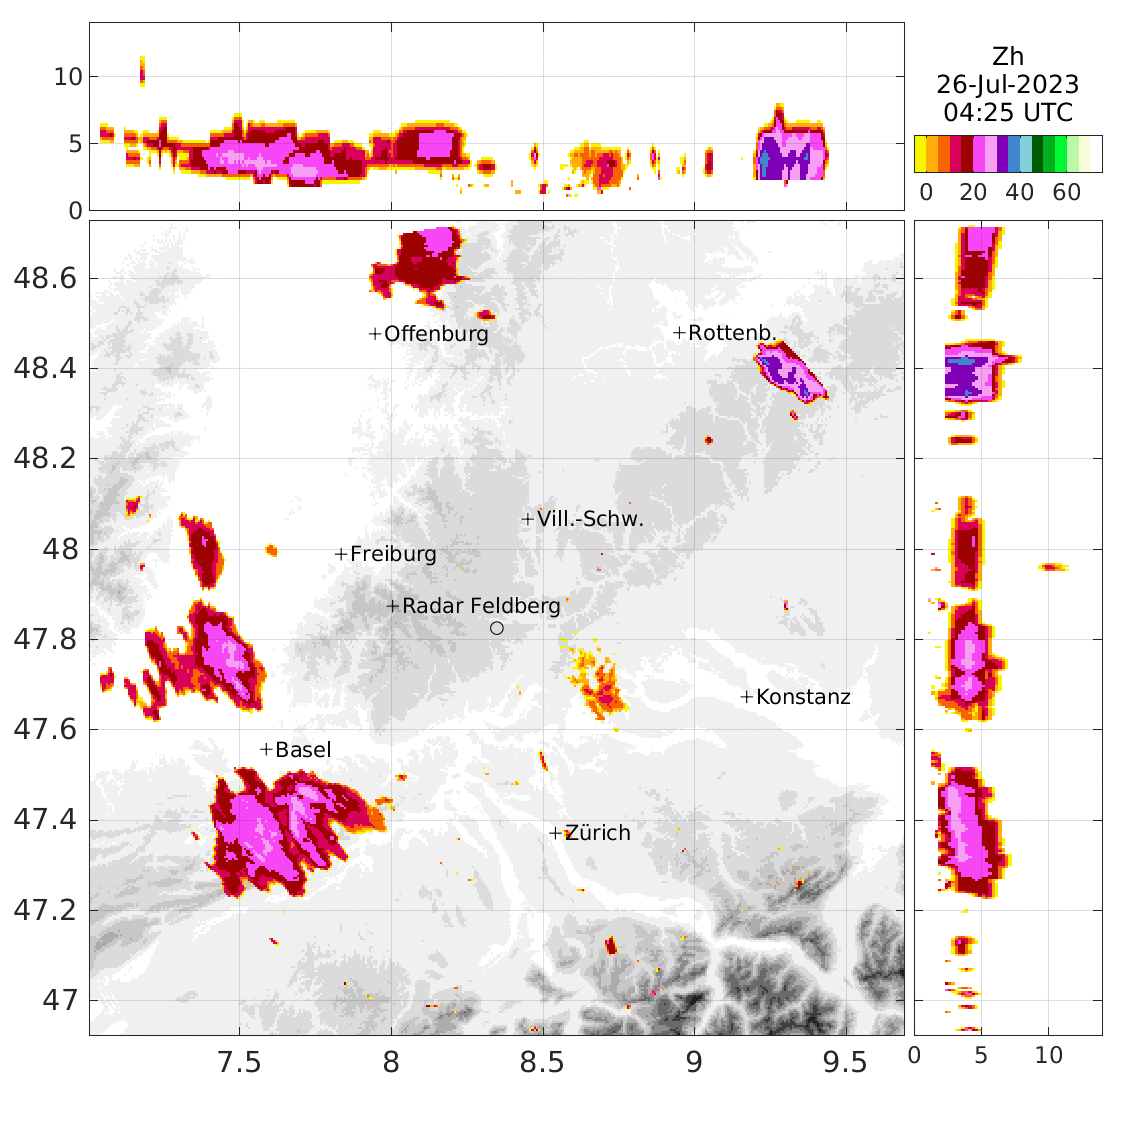 10
5
0
Zh
26-Jul-2023
04:25 UTC
0 20 40 60
48.6
48.4
48.2
48
47.8
47.6
47.4
47.2
47
+Offenburg
+Rottenb.
+Vill.-Schw.
+Freiburg
+Radar Feldberg
+Konstanz
+Basel
+Zürich
7.5 8 8.5 9 9.5
0 5 10